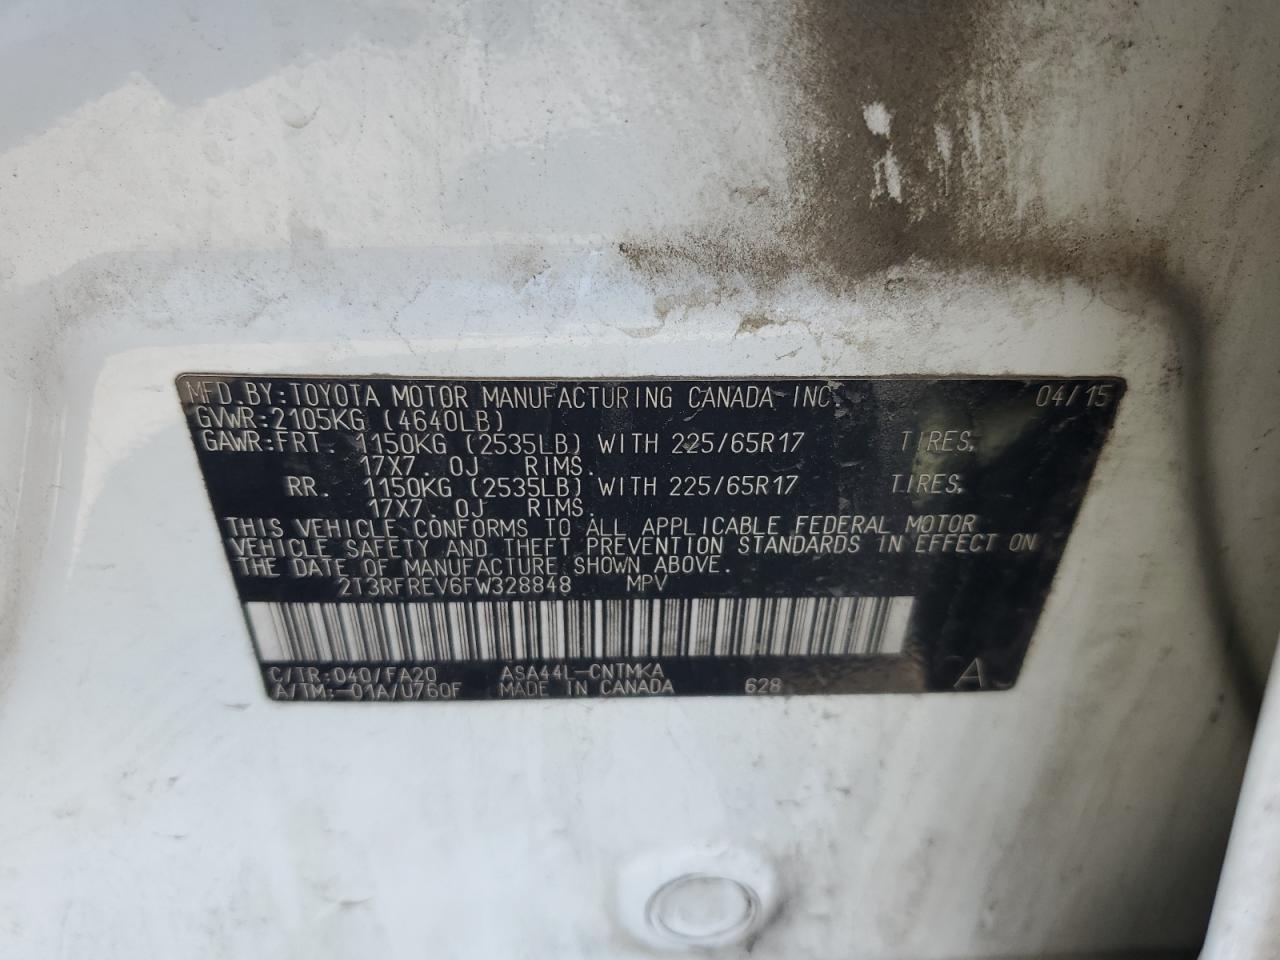 MFD.BY:TOYOTA MOTOR MANUFACTURING CANADA INC. 04/15
GVWR:2105KG (4640LB)
GAWR:FRT. 1150KG (2535LB) WITH 225/65R17 TIRES,
17X7.0J RIMS.
RR. 1150KG (2535LB) WITH 225/65R17 TIRES,
17X7.0J RIMS.
THIS VEHICLE CONFORMS TO ALL APPLICABLE FEDERAL MOTOR
VEHICLE SAFETY AND THEFT PREVENTION STANDARDS IN EFFECT ON
THE DATE OF MANUFACTURE SHOWN ABOVE.
2T3RFREV6FW328848 MPV
C/TR:040/FA20 ASA44L-CNTMKA
A/TM:-01A/U760F MADE IN CANADA 628 A